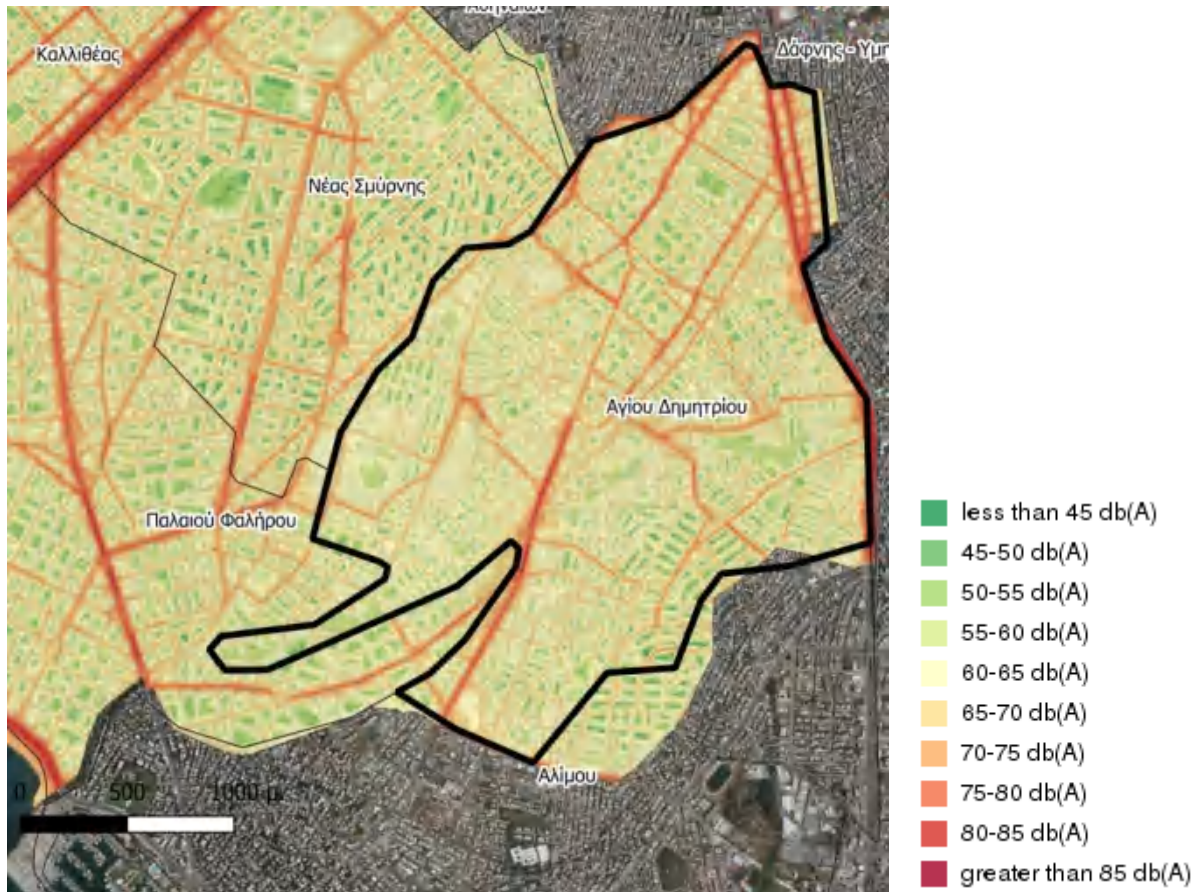 Αθηναίων
Καλλιθέας
Δάφνης - Υμη
Νέας Σμύρνης
Αγίου Δημητρίου
Παλαιού Φαλήρου
Αλίμου
0 500 1000 μ.
less than 45 db(A)
45-50 db(A)
50-55 db(A)
55-60 db(A)
60-65 db(A)
65-70 db(A)
70-75 db(A)
75-80 db(A)
80-85 db(A)
greater than 85 db(A)